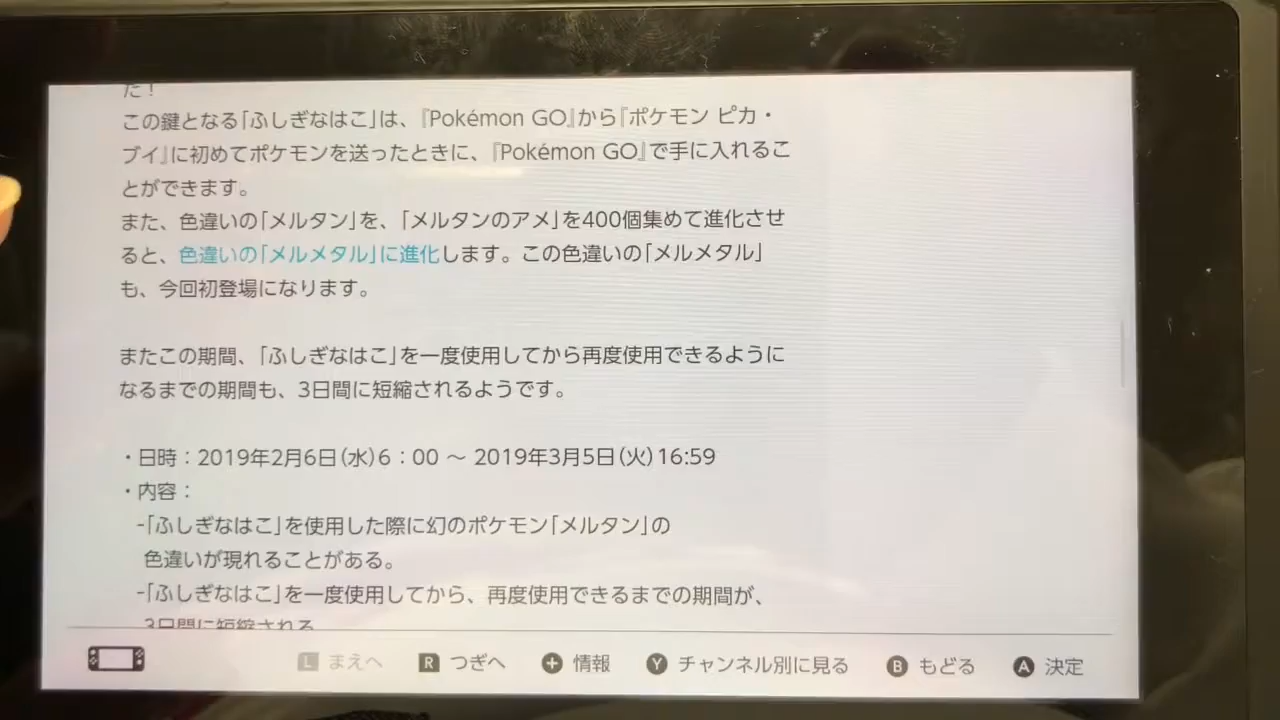 た!
この鍵となる「ふしぎなはこ」は、『Pokémon GO』から『ポケモン ピカ・
ブイ』に初めてポケモンを送ったときに、『Pokémon GO』で手に入れるこ
とができます。
また、色違いの「メルタン」を、「メルタンのアメ」を400個集めて進化させ
ると、色違いの「メルメタル」に進化します。この色違いの「メルメタル」
も、今回初登場になります。
またこの期間、「ふしぎなはこ」を一度使用してから再度使用できるように
なるまでの期間も、3日間に短縮されるようです。
・日時：2019年2月6日(水)6：00 ～ 2019年3月5日(火)16:59
・内容：
-「ふしぎなはこ」を使用した際に幻のポケモン「メルタン」の
色違いが現れることがある。
-「ふしぎなはこ」を一度使用してから、再度使用できるまでの期間が、
3日間に短縮される
L まえへ R つぎへ + 情報 Y チャンネル別に見る B もどる A 決定